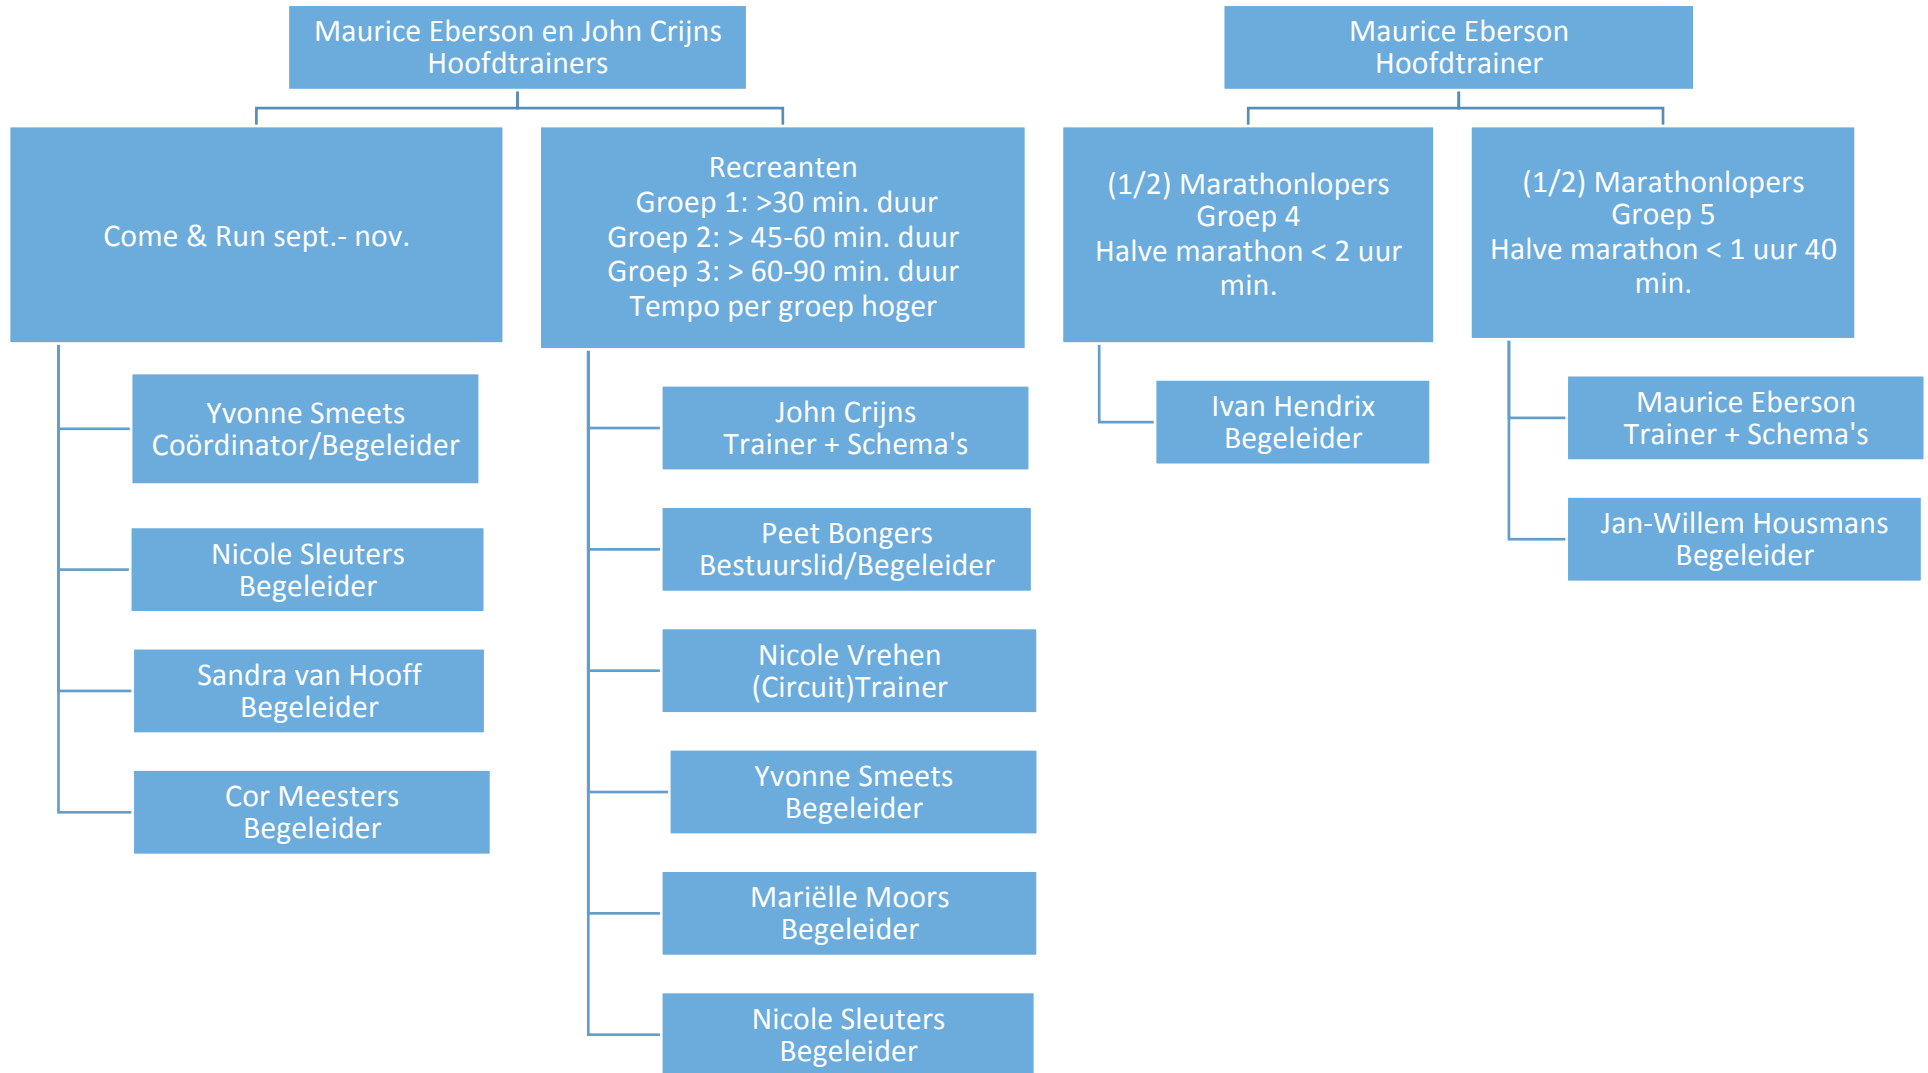 Maurice Eberson en John Crijns
Hoofdtrainers
Come & Run sept.- nov.
Yvonne Smeets
Coördinator/Begeleider
Nicole Sleuters
Begeleider
Sandra van Hooff
Begeleider
Cor Meesters
Begeleider
Recreanten
Groep 1: >30 min. duur
Groep 2: > 45-60 min. duur
Groep 3: > 60-90 min. duur
Tempo per groep hoger
John Crijns
Trainer + Schema's
Peet Bongers
Bestuurslid/Begeleider
Nicole Vrehen
(Circuit)Trainer
Yvonne Smeets
Begeleider
Mariëlle Moors
Begeleider
Nicole Sleuters
Begeleider
Maurice Eberson
Hoofdtrainer
(1/2) Marathonlopers
Groep 4
Halve marathon < 2 uur
min.
Ivan Hendrix
Begeleider
(1/2) Marathonlopers
Groep 5
Halve marathon < 1 uur 40
min.
Maurice Eberson
Trainer + Schema's
Jan-Willem Housmans
Begeleider